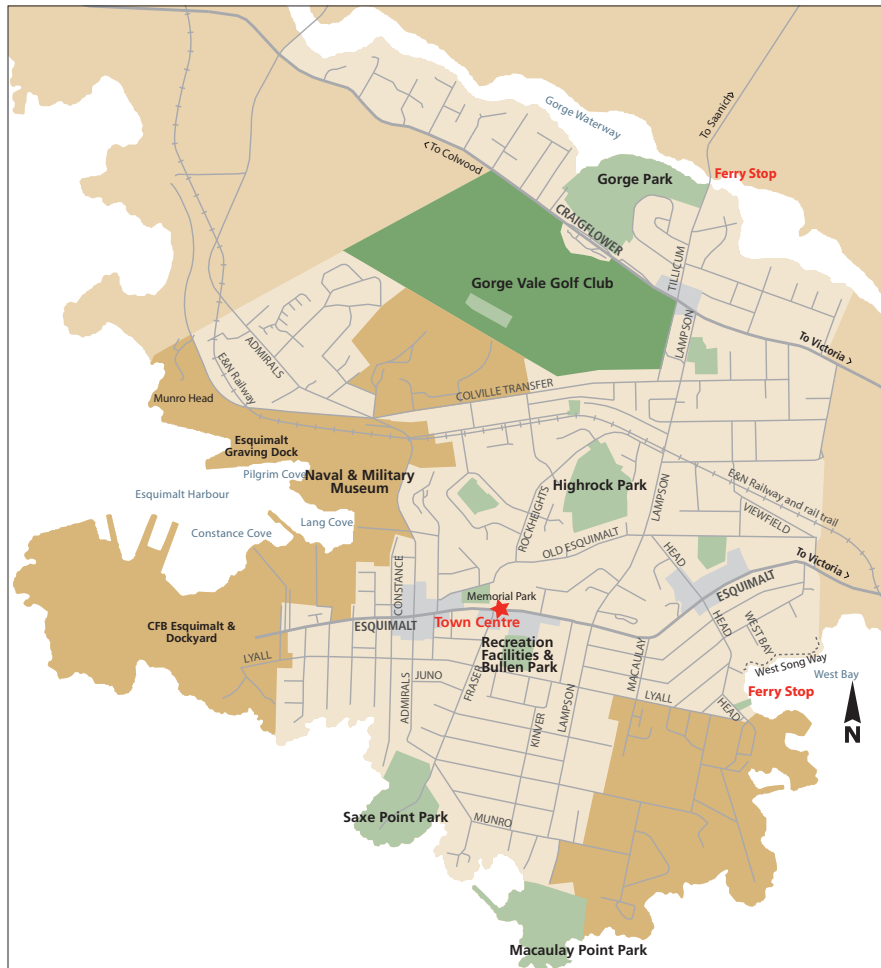 Gorge Waterway
To Saanich>
<To Colwood
Ferry Stop
Gorge Park
CRAIGFLOWER
TILLICUM
Gorge Vale Golf Club
LAMPSON
To Victoria >
ADMIRALS
E&N Railway
COLVILLE TRANSFER
Munro Head
Esquimalt
Graving Dock
Pilgrim Cove
Naval & Military
Museum
Esquimalt Harbour
Highrock Park
E&N Railway and rail trail
LAMPSON
VIEWFIELD
ROCKHEIGHTS
Lang Cove
Constance Cove
OLD ESQUIMALT
HEAD
To Victoria >
CONSTANCE
Memorial Park
ESQUIMALT
CFB Esquimalt &
Dockyard
ESQUIMALT
Town Centre
HEAD
WEST BAY
Recreation
Facilities &
Bullen Park
LYALL
MACAULAY
West Song Way
West Bay
JUNO
FRASER
LYALL
Ferry Stop
ADMIRALS
KINVER
LAMPSON
HEAD
N
Saxe Point Park
MUNRO
Macaulay Point Park